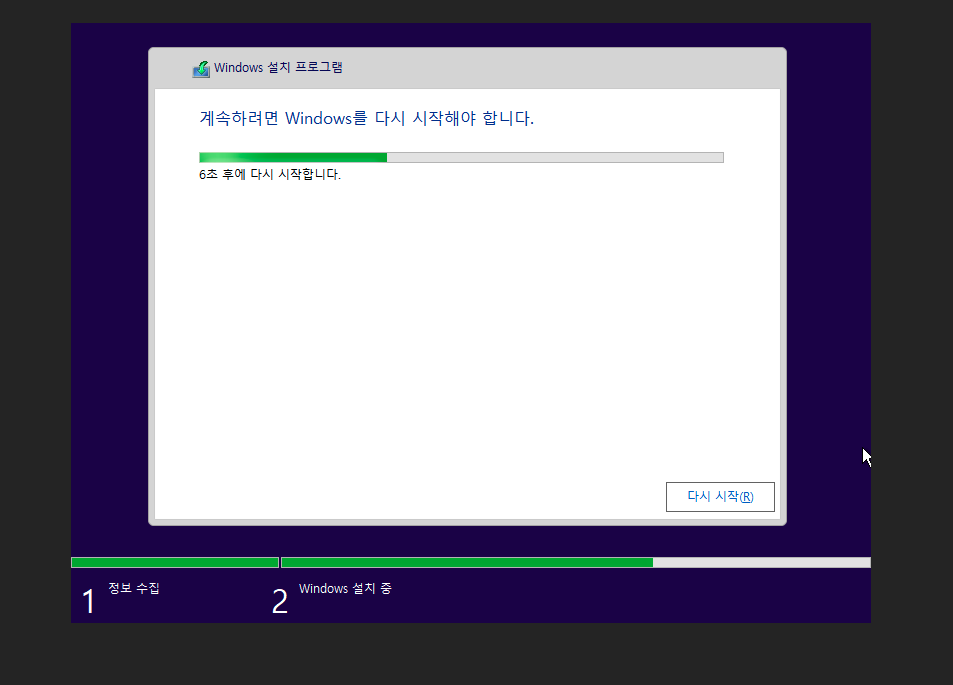 Windows 설치 프로그램
계속하려면 Windows를 다시 시작해야 합니다.
6초 후에 다시 시작합니다.
다시 시작(R)
1 정보 수집
2 Windows 설치 중